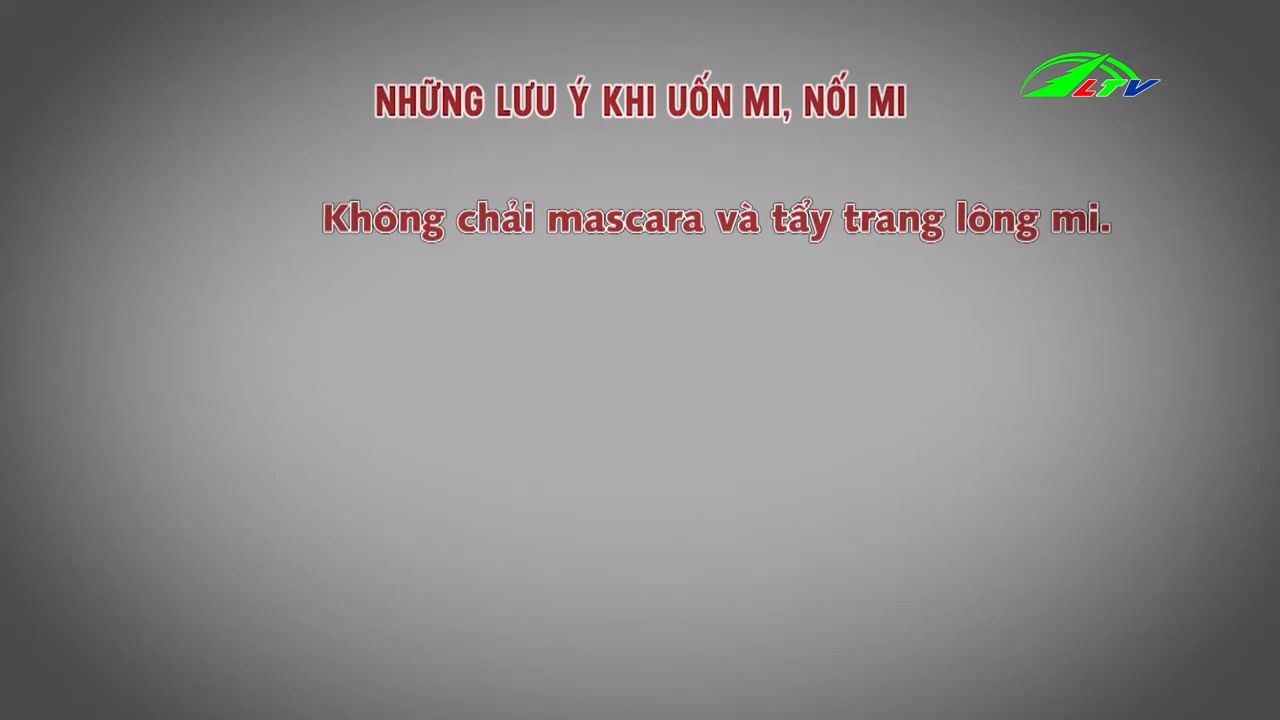 NHỮNG LƯU Ý KHI UỐN MI, NỐI MI
LTV
Không chải mascara và tẩy trang lông mi.